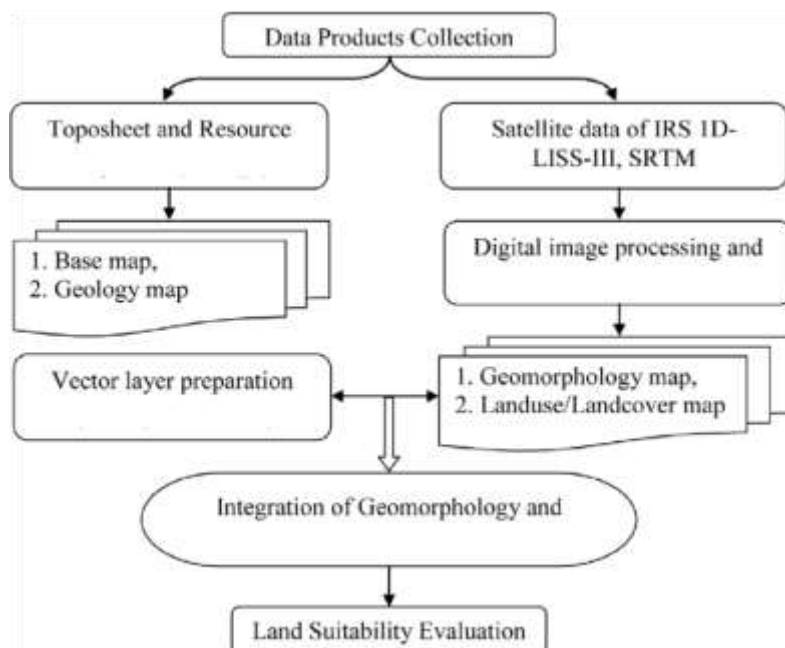 Data Products Collection
Toposheet and Resource
Satellite data of IRS 1D-
LISS-III, SRTM
1. Base map,
2. Geology map
Digital image processing and
Vector layer preparation
1. Geomorphology map,
2. Landuse/Landcover map
Integration of Geomorphology and
Land Suitability Evaluation